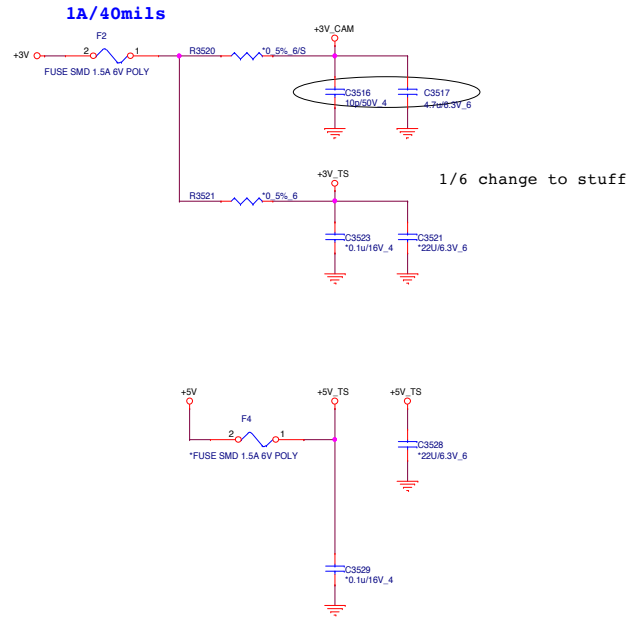 1A/40mils
F2
+3V
2
1
FUSE SMD 1.5A 6V POLY
R3520
*0_5%_6/S
+3V_CAM
C3516
10p/50V_4
C3517
4.7u/6.3V_6
1/6 change to stuff
R3521
*0_5%_6
+3V_TS
C3523
*0.1u/16V_4
C3521
*22U/6.3V_6
+5V
F4
2
1
*FUSE SMD 1.5A 6V POLY
+5V_TS
+5V_TS
C3528
*22U/6.3V_6
C3529
*0.1u/16V_4